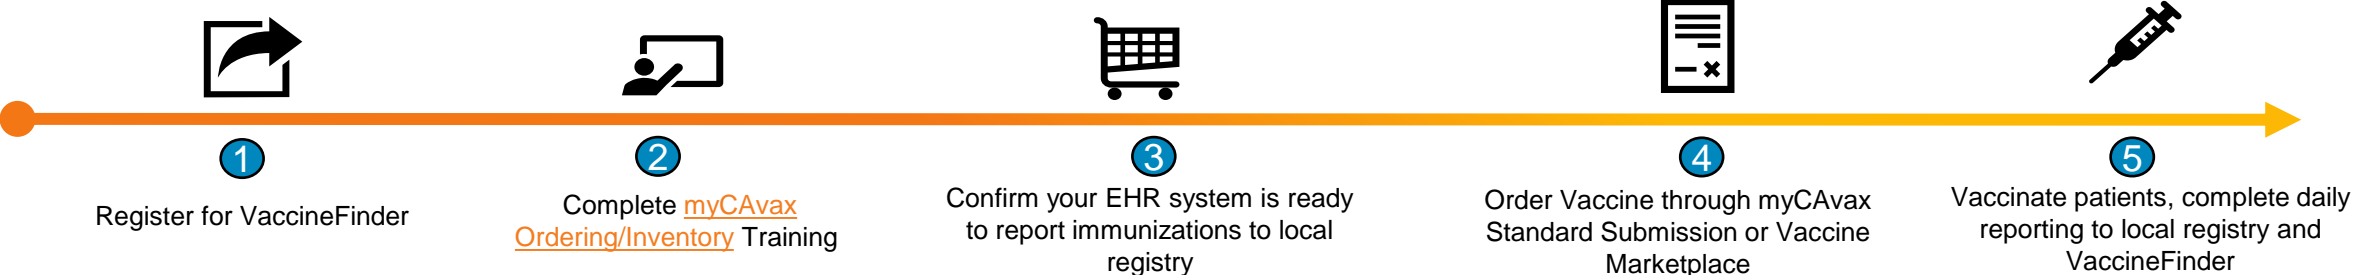 1
Register for VaccineFinder
2
Complete myCAvax
Ordering/Inventory Training
3
Confirm your EHR system is ready
to report immunizations to local
registry
4
Order Vaccine through myCAvax
Standard Submission or Vaccine
Marketplace
5
Vaccinate patients, complete daily
reporting to local registry and
VaccineFinder